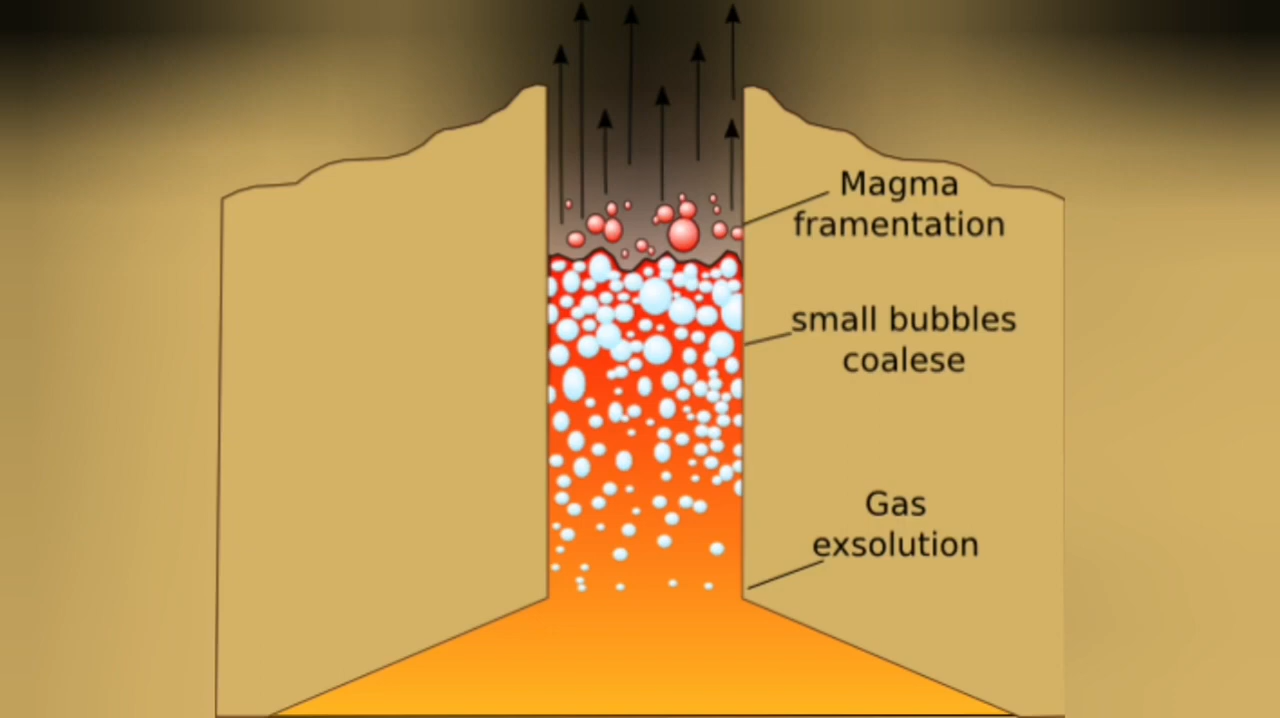 Magma
framentation
small bubbles
coalese
Gas
exsolution